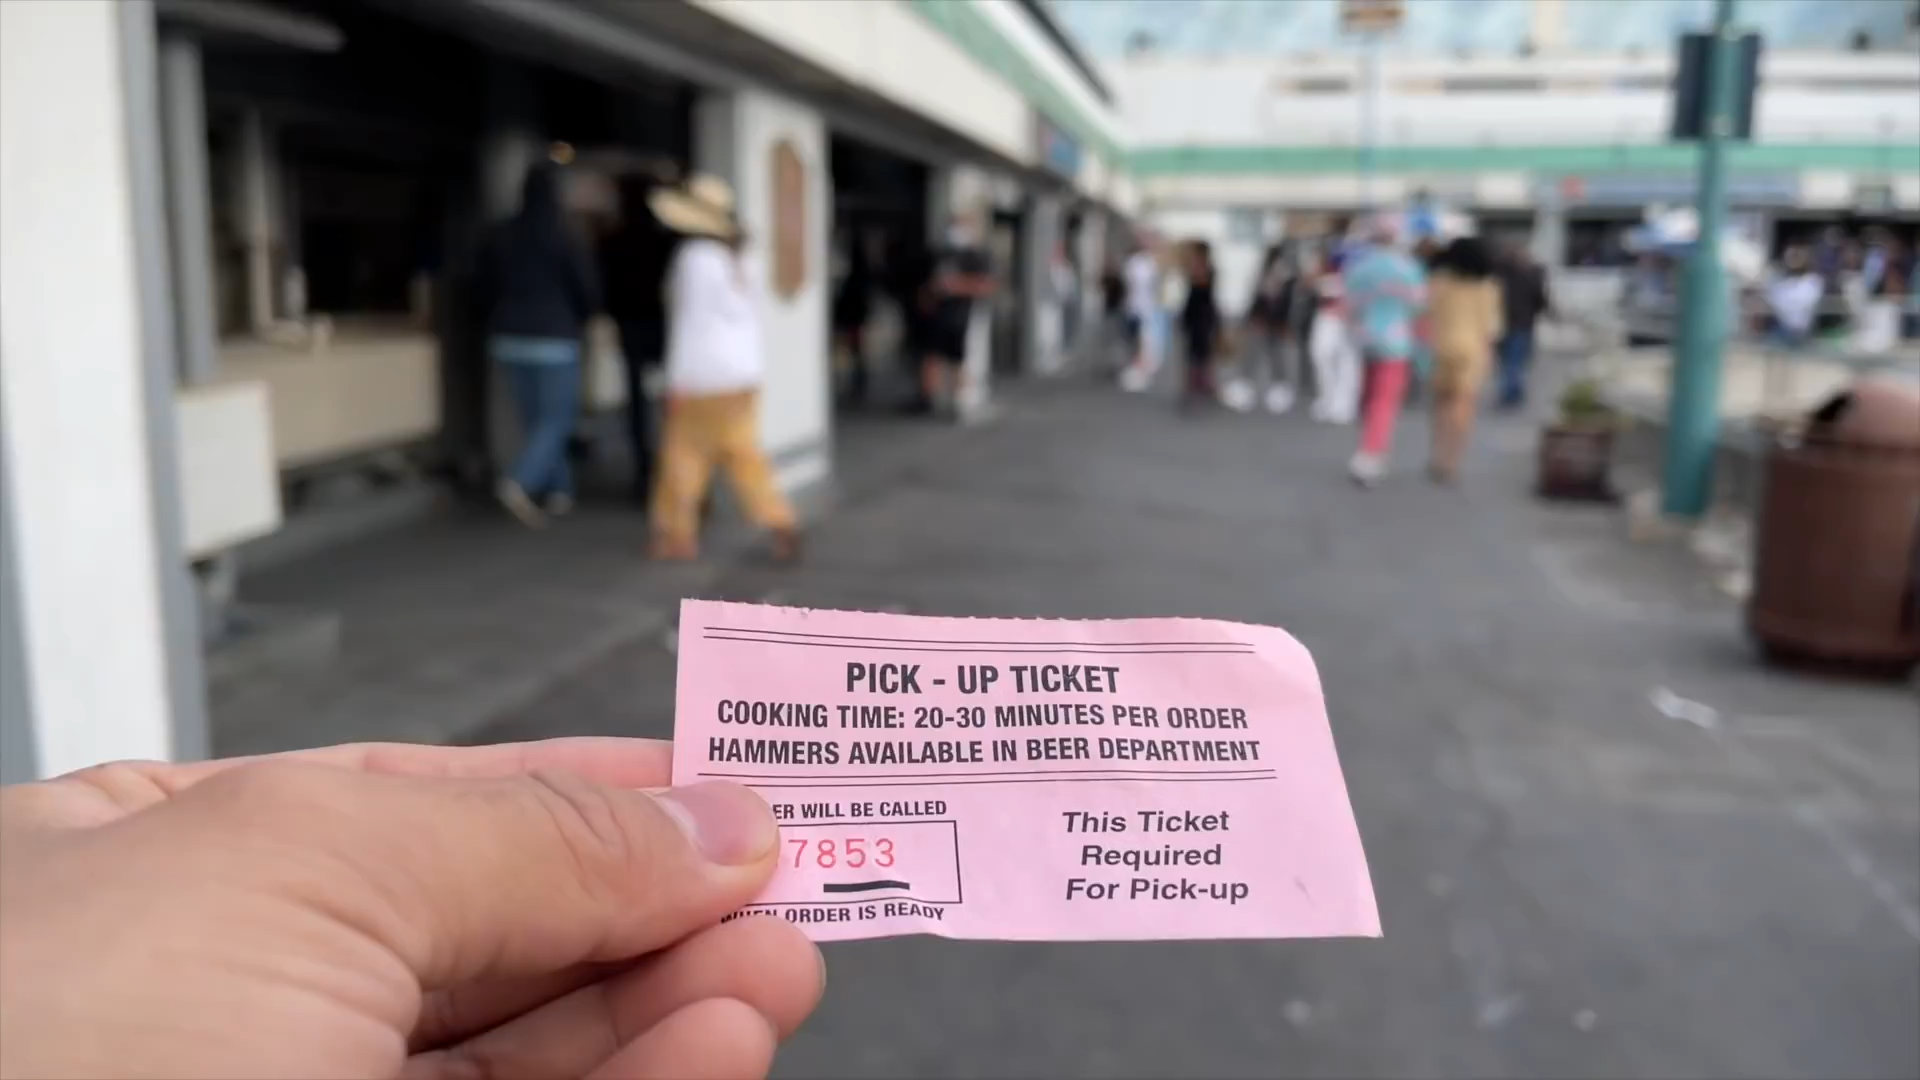 PICK - UP TICKET
COOKING TIME: 20-30 MINUTES PER ORDER
HAMMERS AVAILABLE IN BEER DEPARTMENT
ER WILL BE CALLED
7853
WHEN ORDER IS READY
This Ticket
Required
For Pick-up